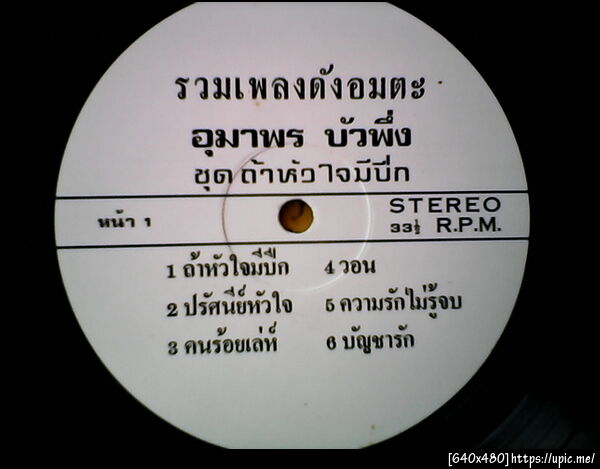 รวมเพลงดังอมตะ
อุมาพร บัวพึ่ง
ชุด ถ้าหัวใจมีปีก
หน้า 1
STEREO
33⅓ R.P.M.
1 ถ้าหัวใจมีปีก
2 ปรัศนีย์หัวใจ
3 คนร้อยเล่ห์
4 วอน
5 ความรักไม่รู้จบ
6 บัญชารัก
[640x480]https://upic.me/